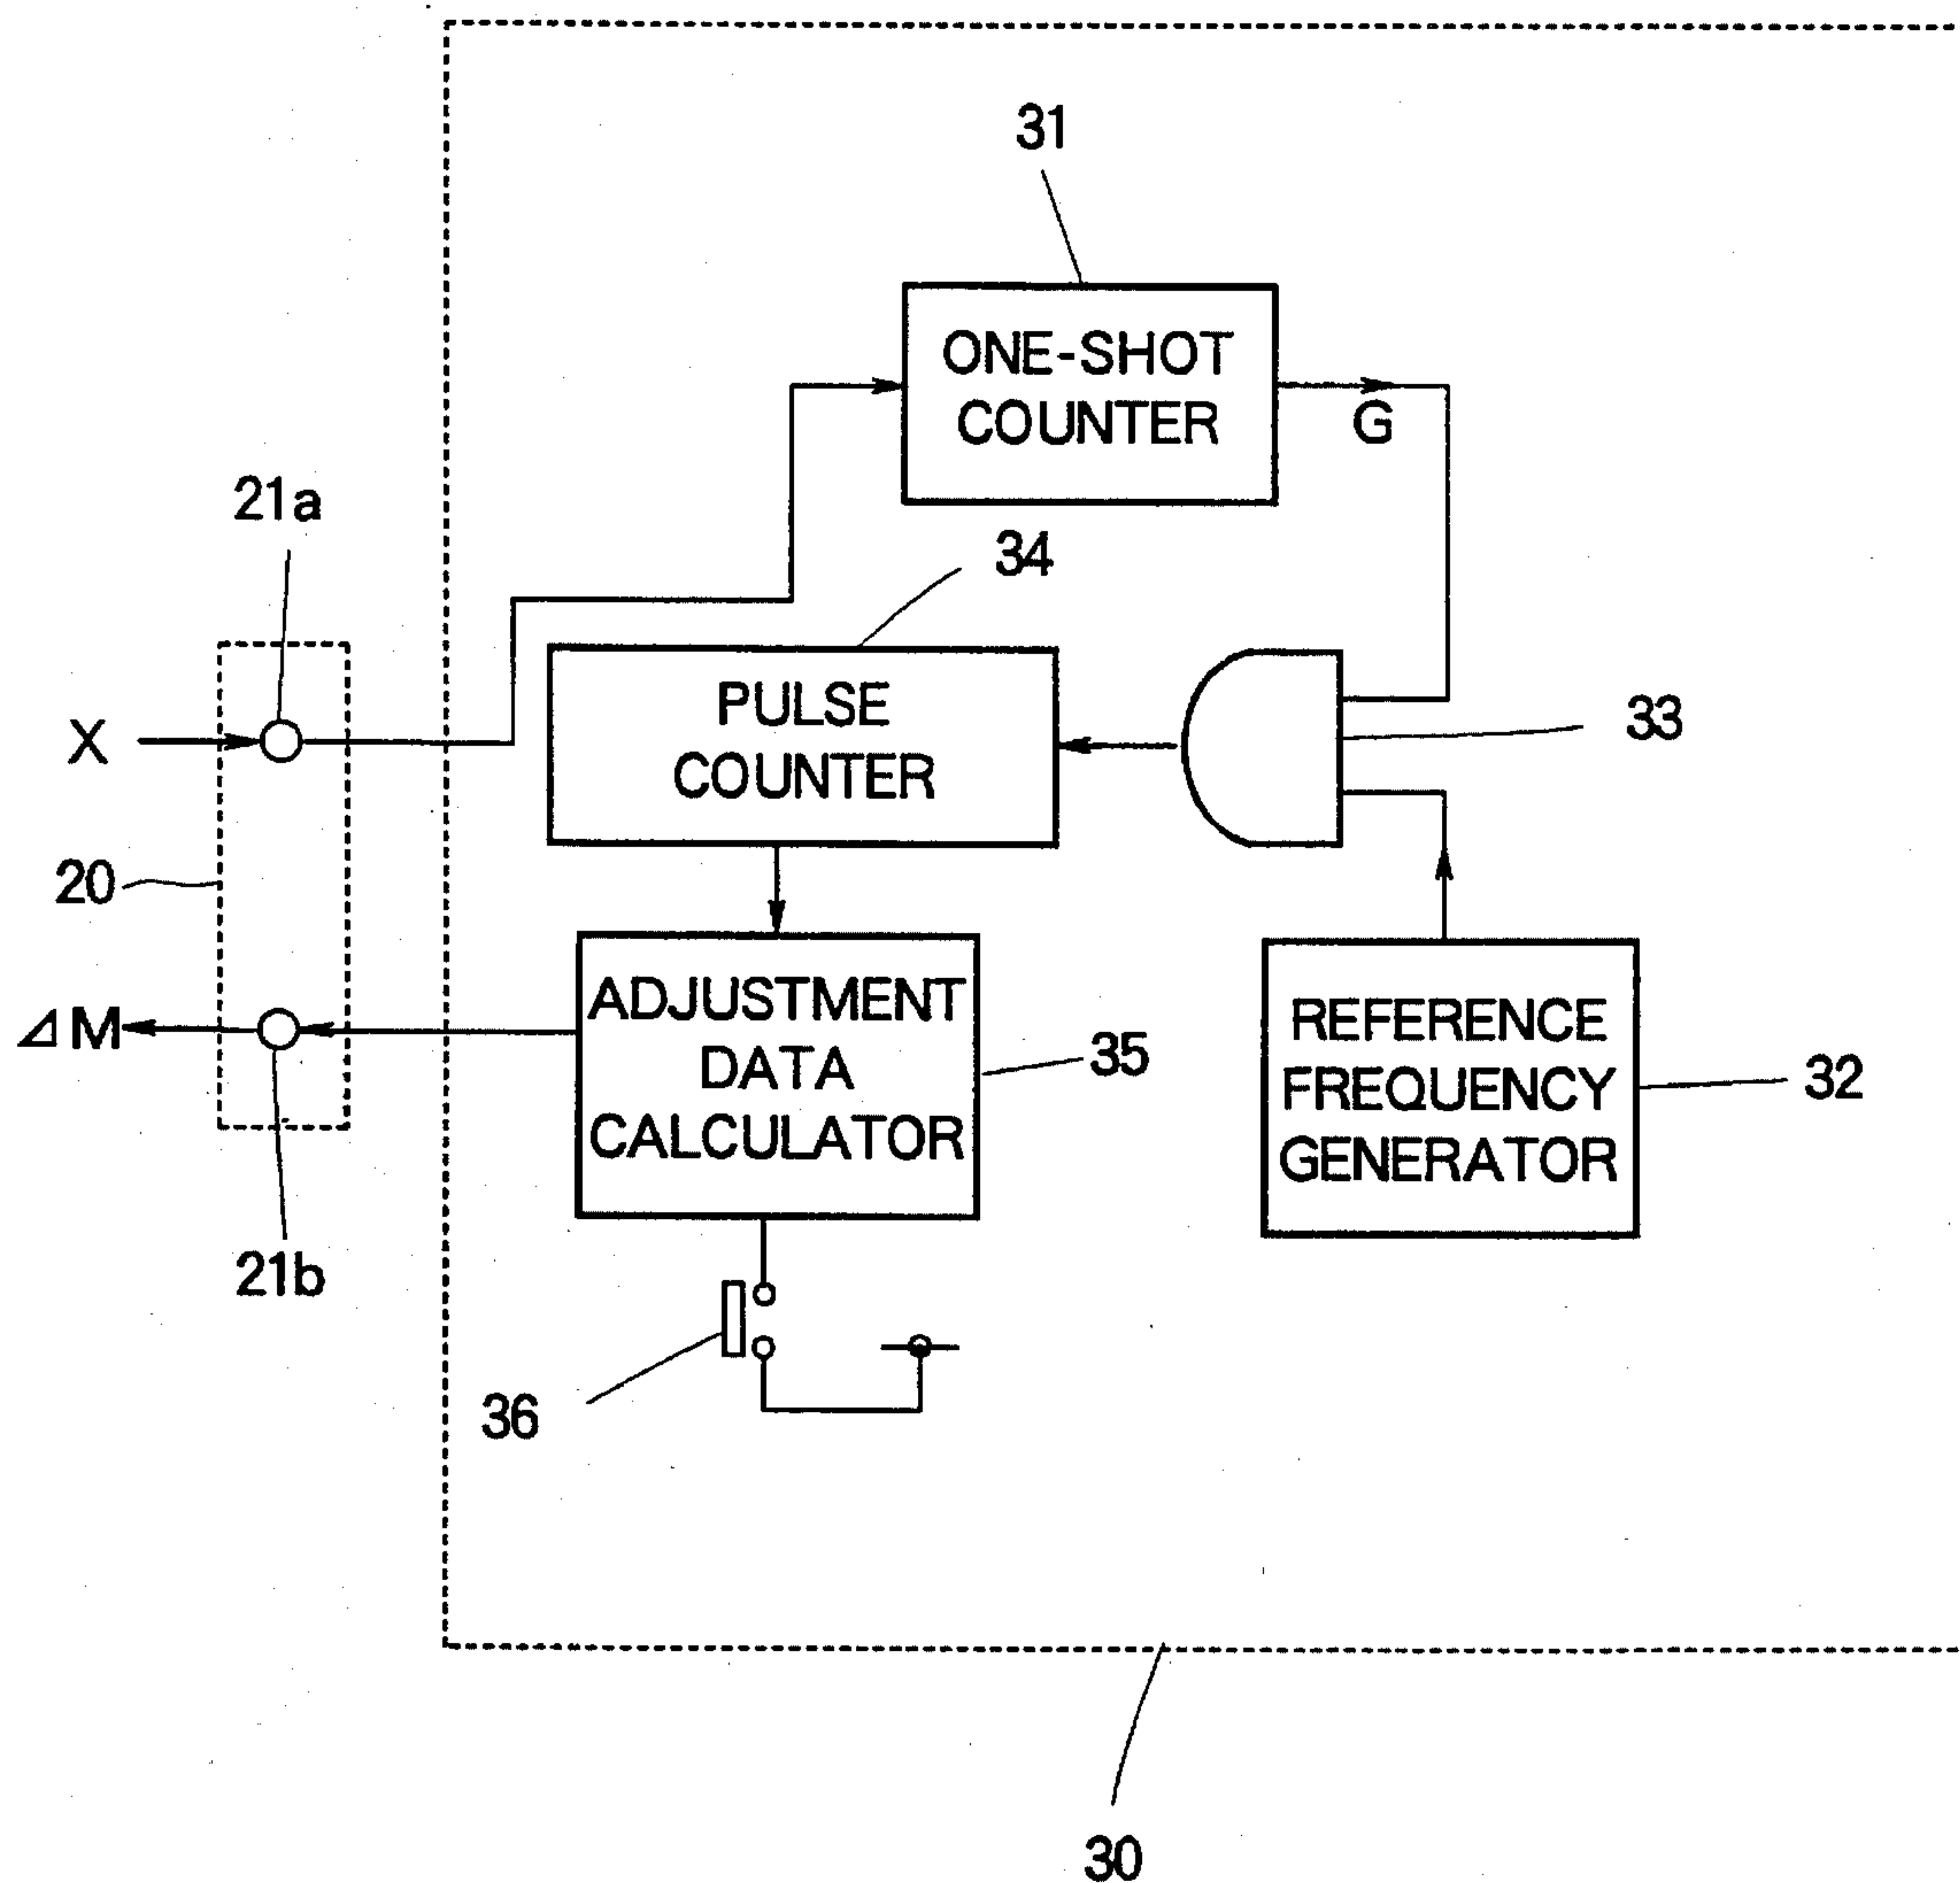 31
ONE-SHOT
COUNTER
G
21a
34
PULSE
COUNTER
33
X
20
ADJUSTMENT
DATA
CALCULATOR
35
REFERENCE
FREQUENCY
GENERATOR
32
⊿M
21b
36
30